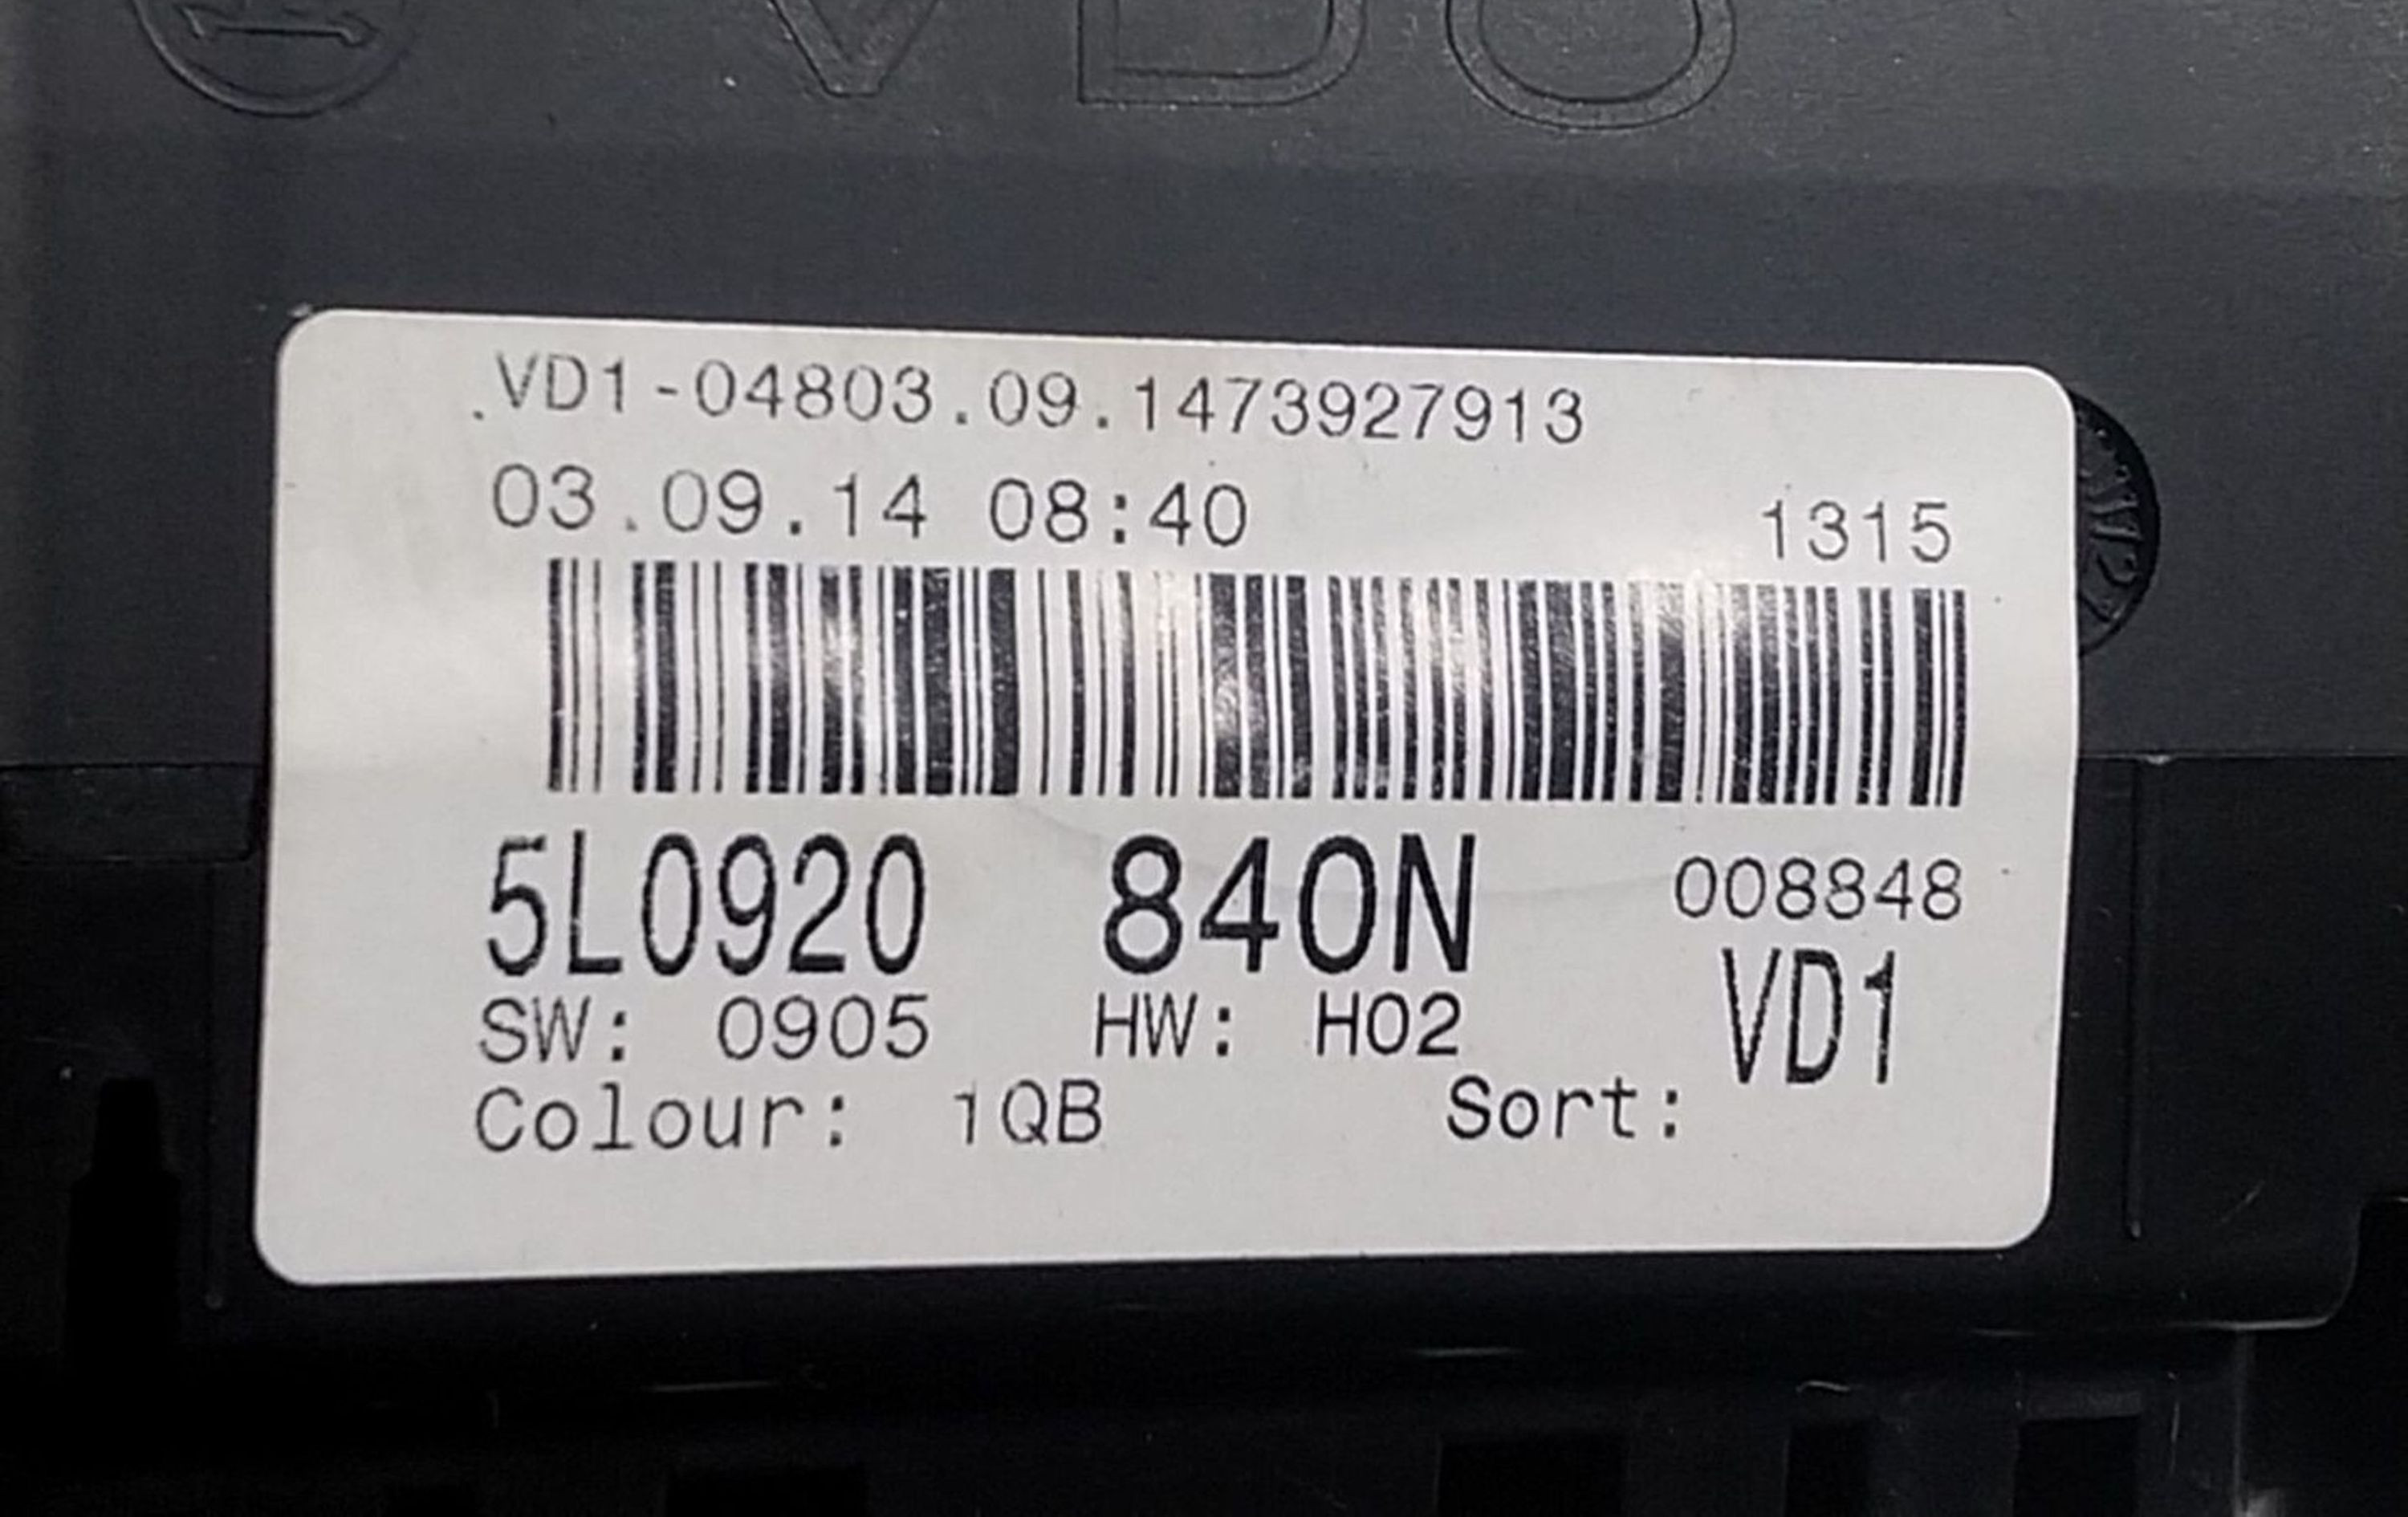 VDO
.VD1-04803.09.1473927913
03.09.14 08:40 1315
5L0920 840N 008848
SW: 0905 HW: H02 VD1
Colour: 1QB Sort: